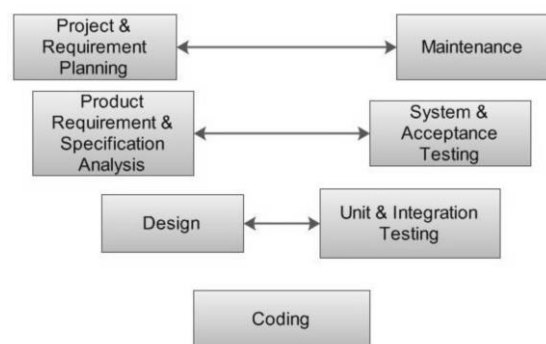 Project &
Requirement
Planning
Maintenance
Product
Requirement &
Specification
Analysis
System &
Acceptance
Testing
Design
Unit & Integration
Testing
Coding